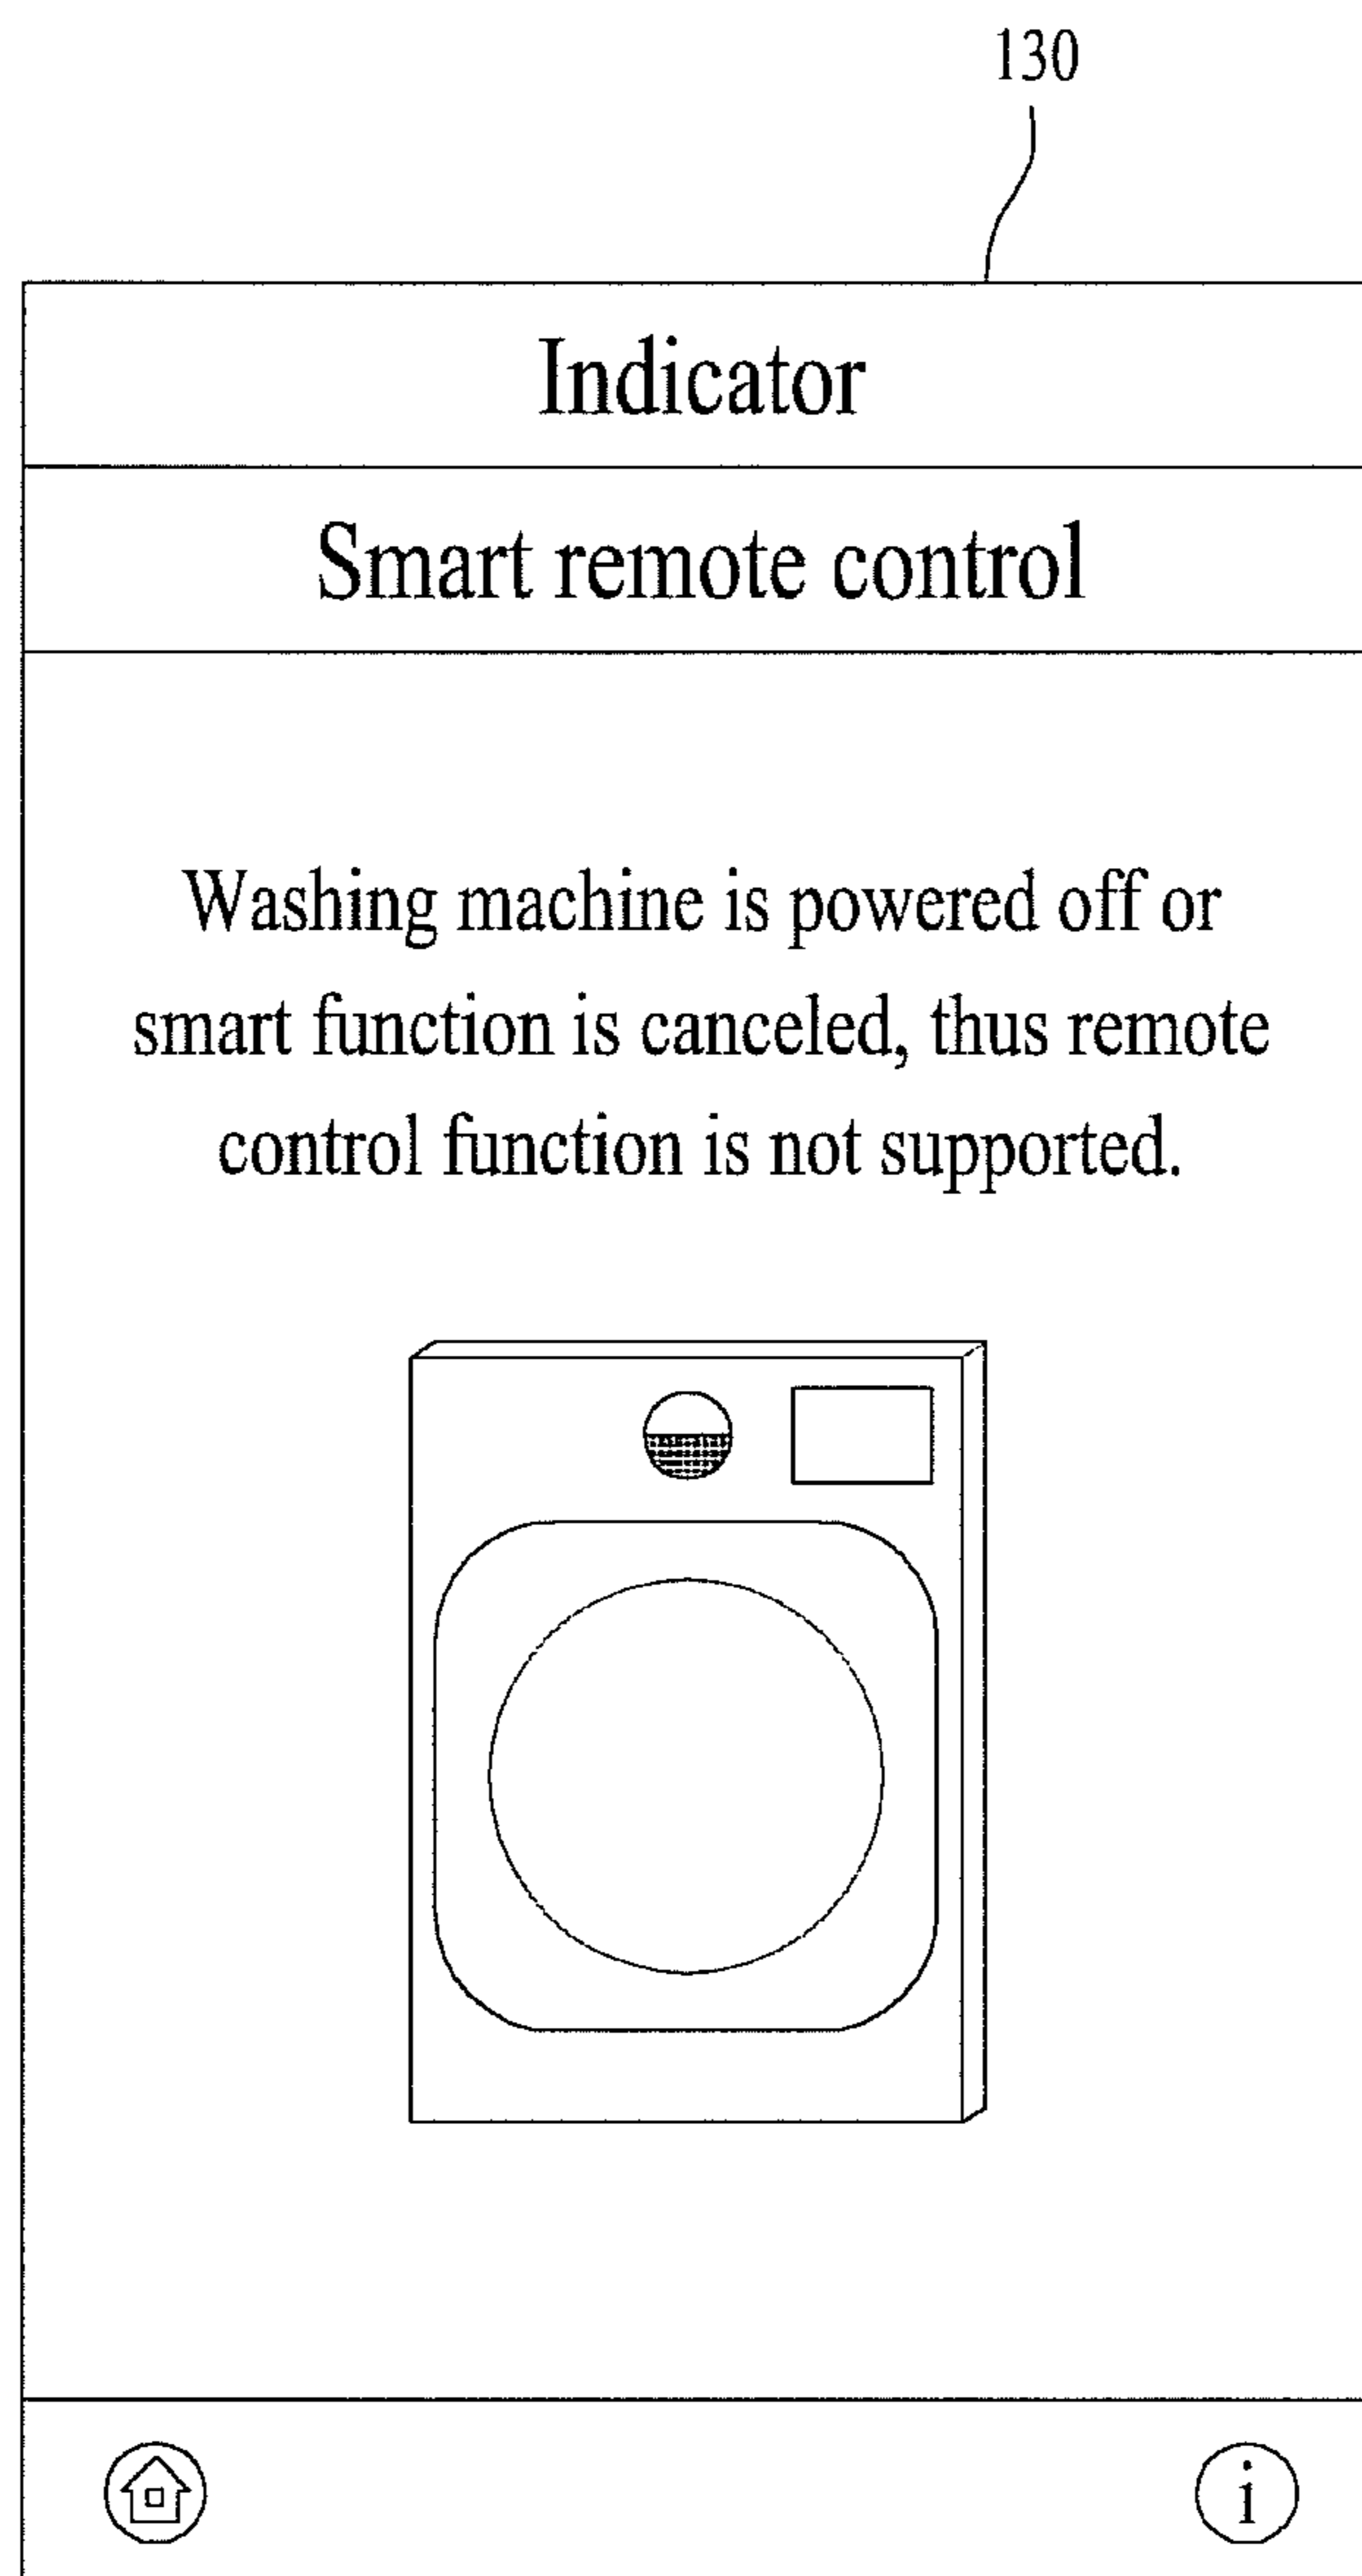 130
Indicator
Smart remote control
Washing machine is powered off or
smart function is canceled, thus remote
control function is not supported.
i